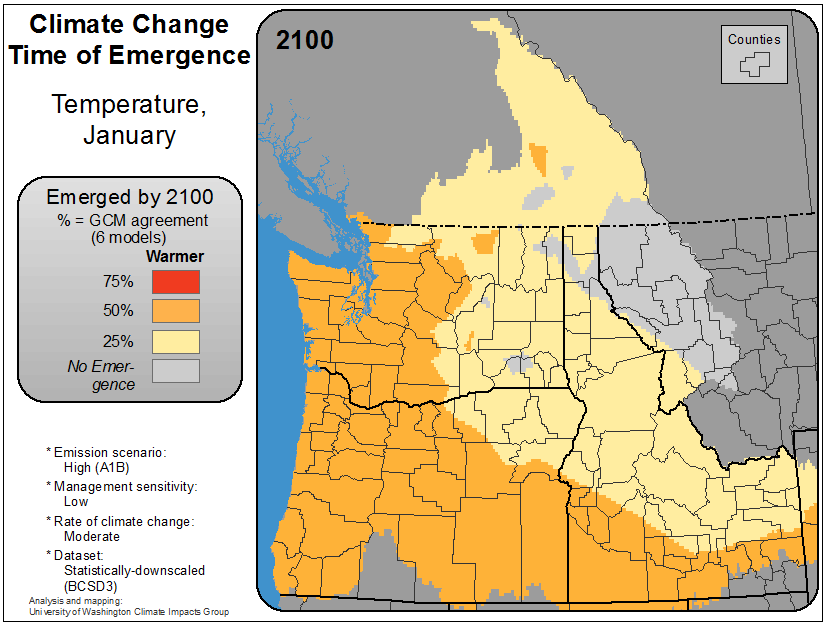 Climate Change
Time of Emergence
Temperature,
January
Emerged by 2100
% = GCM agreement
(6 models)
Warmer
75%
50%
25%
No Emer-
gence
* Emission scenario:
High (A1B)
* Management sensitivity:
Low
* Rate of climate change:
Moderate
* Dataset:
Statistically-downscaled
(BCSD3)
Analysis and mapping:
University of Washington Climate Impacts Group
2100
Counties